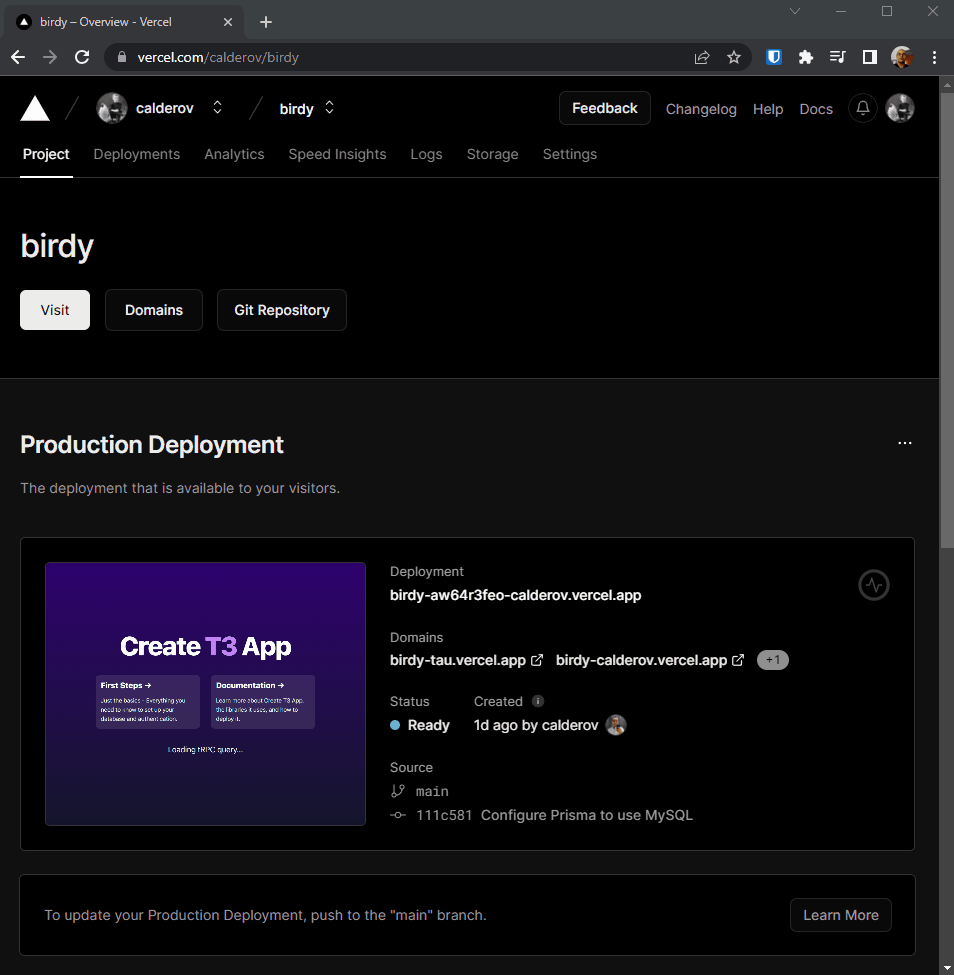 birdy – Overview - Vercel
vercel.com/calderov/birdy
calderov birdy Feedback Changelog Help Docs
Project Deployments Analytics Speed Insights Logs Storage Settings
birdy
Visit Domains Git Repository
Production Deployment
The deployment that is available to your visitors.
Create T3 App
First Steps →
Just the basics - Everything you
need to know to set up your
database and authentication.
Documentation →
Learn more about Create T3 App,
the libraries it uses, and how to
deploy it.
Loading tRPC query...
Deployment
birdy-aw64r3feo-calderov.vercel.app
Domains
birdy-tau.vercel.app birdy-calderov.vercel.app +1
Status Created
Ready 1d ago by calderov
Source
main
111c581 Configure Prisma to use MySQL
To update your Production Deployment, push to the "main" branch.
Learn More